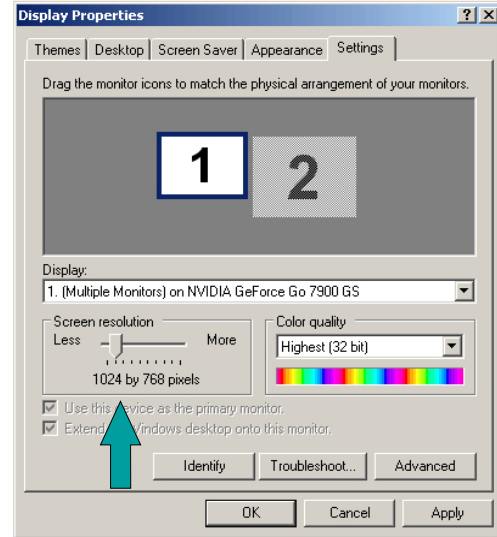 Display Properties
Themes Desktop Screen Saver Appearance Settings
Drag the monitor icons to match the physical arrangement of your monitors.
1 2
Display:
1. (Multiple Monitors) on NVIDIA GeForce Go 7900 GS
Screen resolution
Less More
1024 by 768 pixels
Color quality
Highest (32 bit)
Use this device as the primary monitor.
Extend Windows desktop onto this monitor.
Identify Troubleshoot... Advanced
OK Cancel Apply